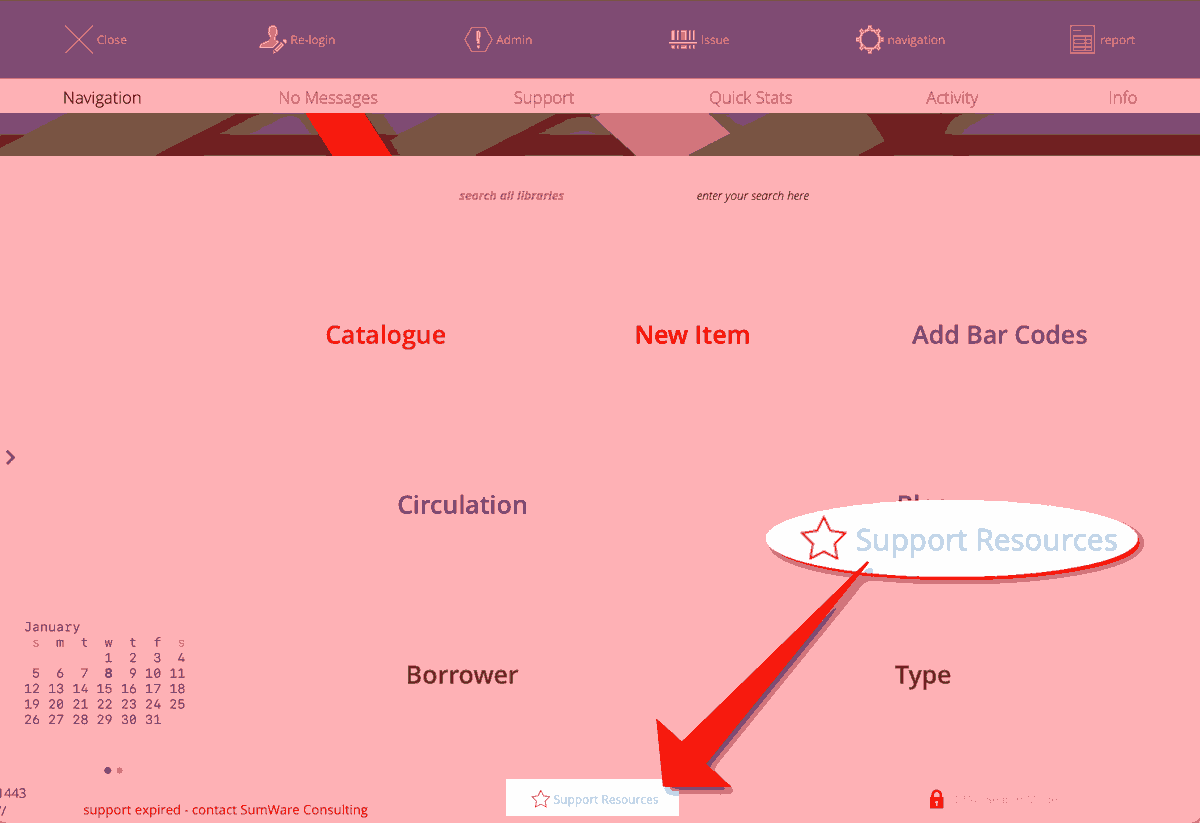 Close Re-login Admin Issue navigation report
Navigation No Messages Support Quick Stats Activity Info
search all libraries enter your search here
Catalogue New Item Add Bar Codes
Circulation
Support Resources
January
s m t w t f s
1 2 3 4
5 6 7 8 9 10 11
12 13 14 15 16 17 18
19 20 21 22 23 24 25
26 27 28 29 30 31
Borrower Type
1443
//
support expired - contact SumWare Consulting
Support Resources